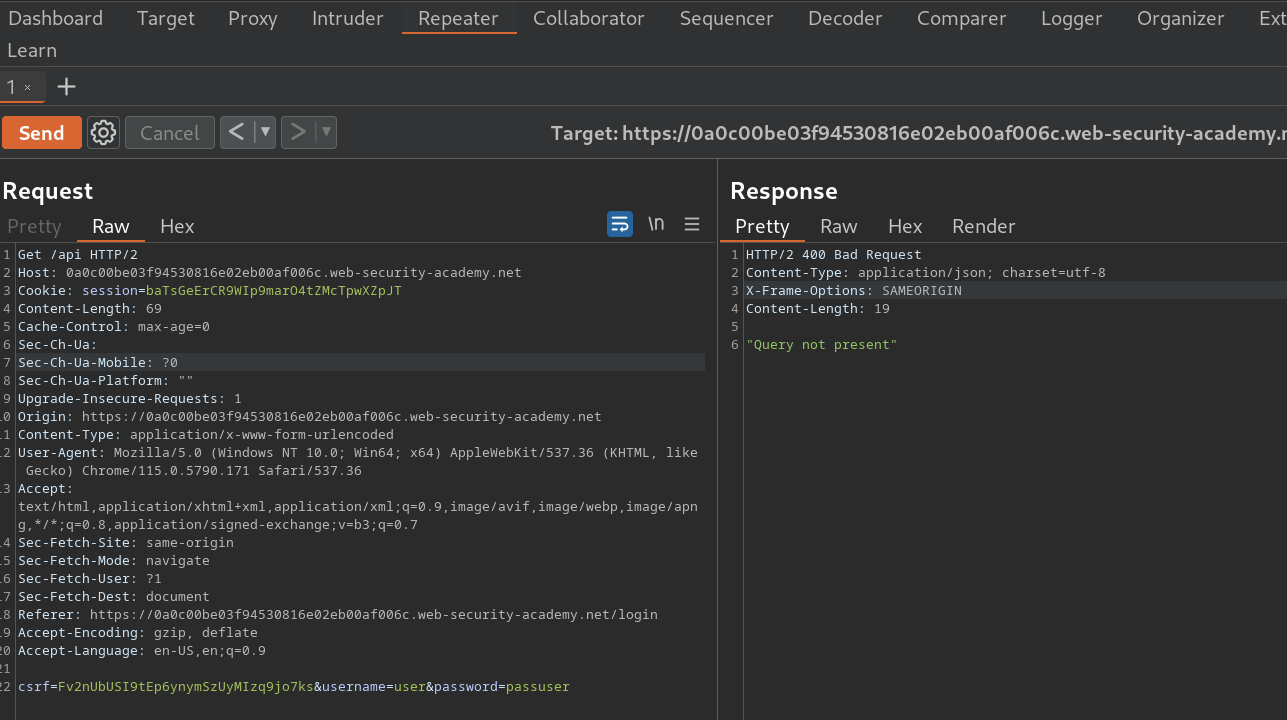 Dashboard Target Proxy Intruder Repeater Collaborator Sequencer Decoder Comparer Logger Organizer Ext
Learn
1 × +
Send Cancel < ▼ > ▼ Target: https://0a0c00be03f94530816e02eb00af006c.web-security-academy.n
Request
Pretty Raw Hex \n
1 Get /api HTTP/2
2 Host: 0a0c00be03f94530816e02eb00af006c.web-security-academy.net
3 Cookie: session=baTsGeErCR9WIp9marO4tZMcTpwXZpJT
4 Content-Length: 69
5 Cache-Control: max-age=0
6 Sec-Ch-Ua:
7 Sec-Ch-Ua-Mobile: ?0
8 Sec-Ch-Ua-Platform: ""
9 Upgrade-Insecure-Requests: 1
10 Origin: https://0a0c00be03f94530816e02eb00af006c.web-security-academy.net
11 Content-Type: application/x-www-form-urlencoded
12 User-Agent: Mozilla/5.0 (Windows NT 10.0; Win64; x64) AppleWebKit/537.36 (KHTML, like
Gecko) Chrome/115.0.5790.171 Safari/537.36
13 Accept:
text/html,application/xhtml+xml,application/xml;q=0.9,image/avif,image/webp,image/apn
g,*/*;q=0.8,application/signed-exchange;v=b3;q=0.7
14 Sec-Fetch-Site: same-origin
15 Sec-Fetch-Mode: navigate
16 Sec-Fetch-User: ?1
17 Sec-Fetch-Dest: document
18 Referer: https://0a0c00be03f94530816e02eb00af006c.web-security-academy.net/login
19 Accept-Encoding: gzip, deflate
20 Accept-Language: en-US,en;q=0.9
21
22 csrf=Fv2nUbUSI9tEp6ynymSzUyMIzq9jo7ks&username=user&password=passuser
Response
Pretty Raw Hex Render
1 HTTP/2 400 Bad Request
2 Content-Type: application/json; charset=utf-8
3 X-Frame-Options: SAMEORIGIN
4 Content-Length: 19
5
6 "Query not present"